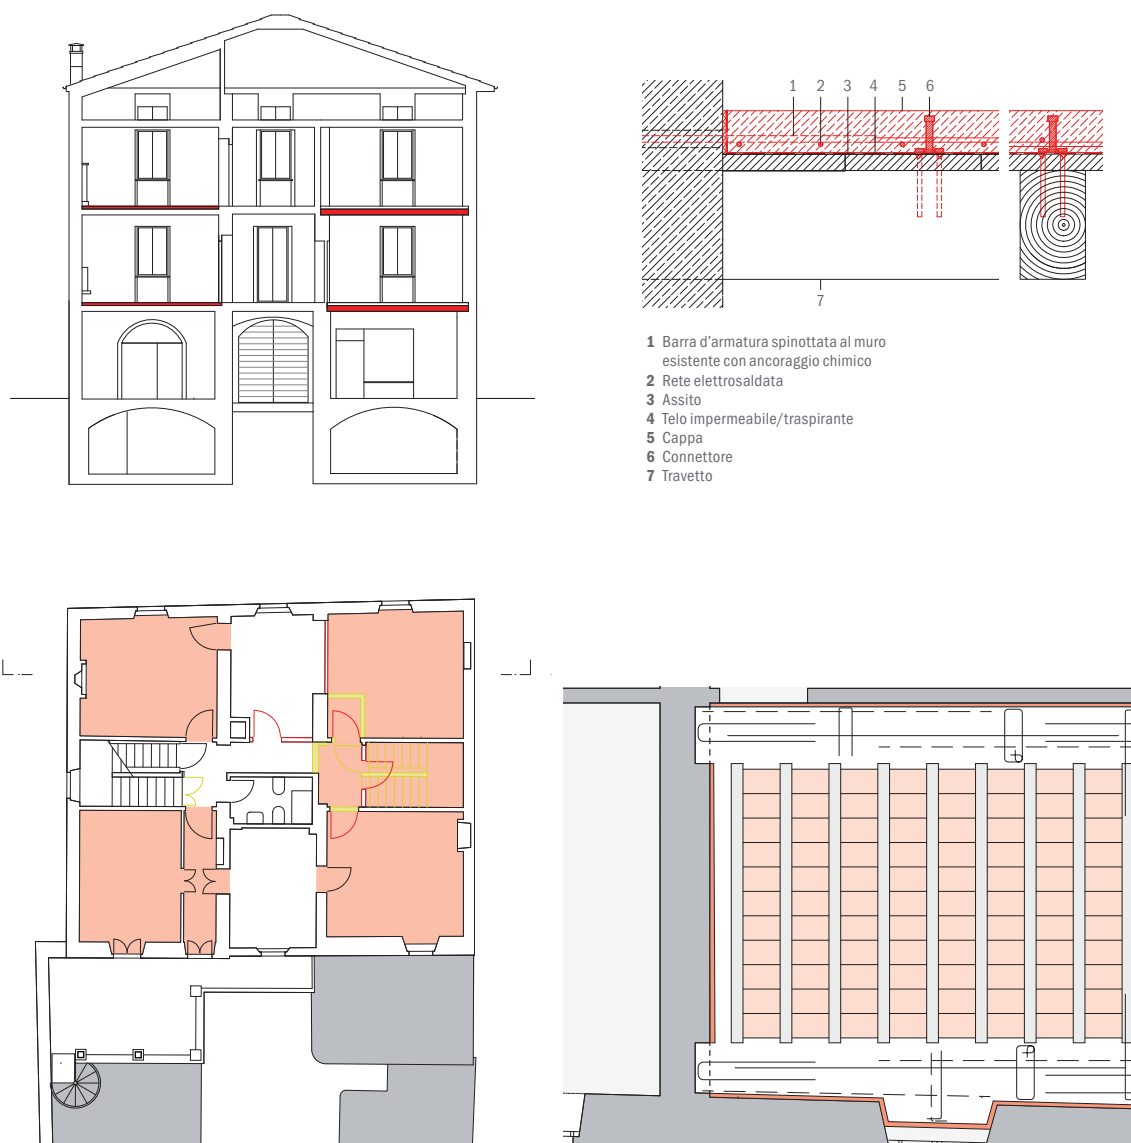 1 2 3 4 5 6
7
1 Barra d'armatura spinottata al muro
esistente con ancoraggio chimico
2 Rete elettrosaldata
3 Assito
4 Telo impermeabile/traspirante
5 Cappa
6 Connettore
7 Travetto